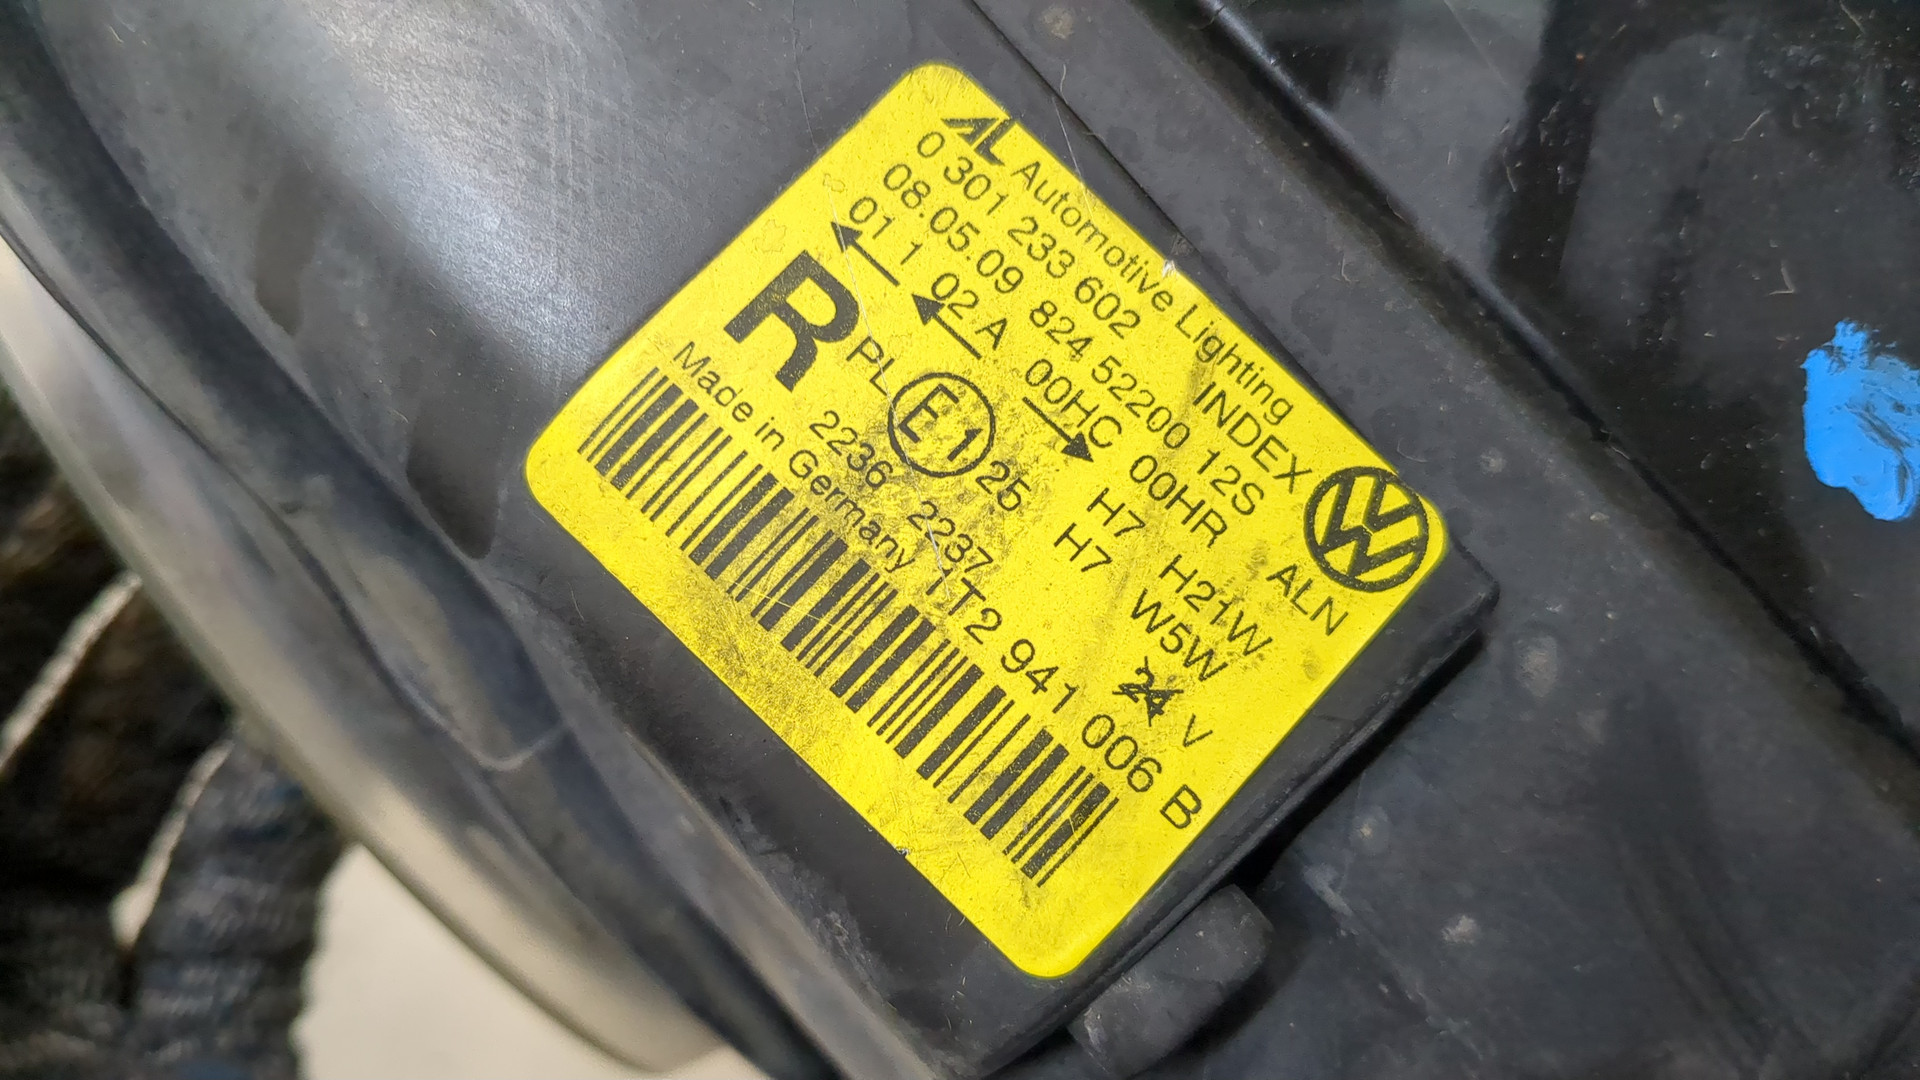 AL Automotive Lighting
0 301 233 602 INDEX
08.05.09 824 52200 12S
01 1 02 A 00HC 00HR ALN
R PL E1 25 H7 H21W
2236 2237 H7 W5W
Made in Germany 24 V
1T2 941 006 B